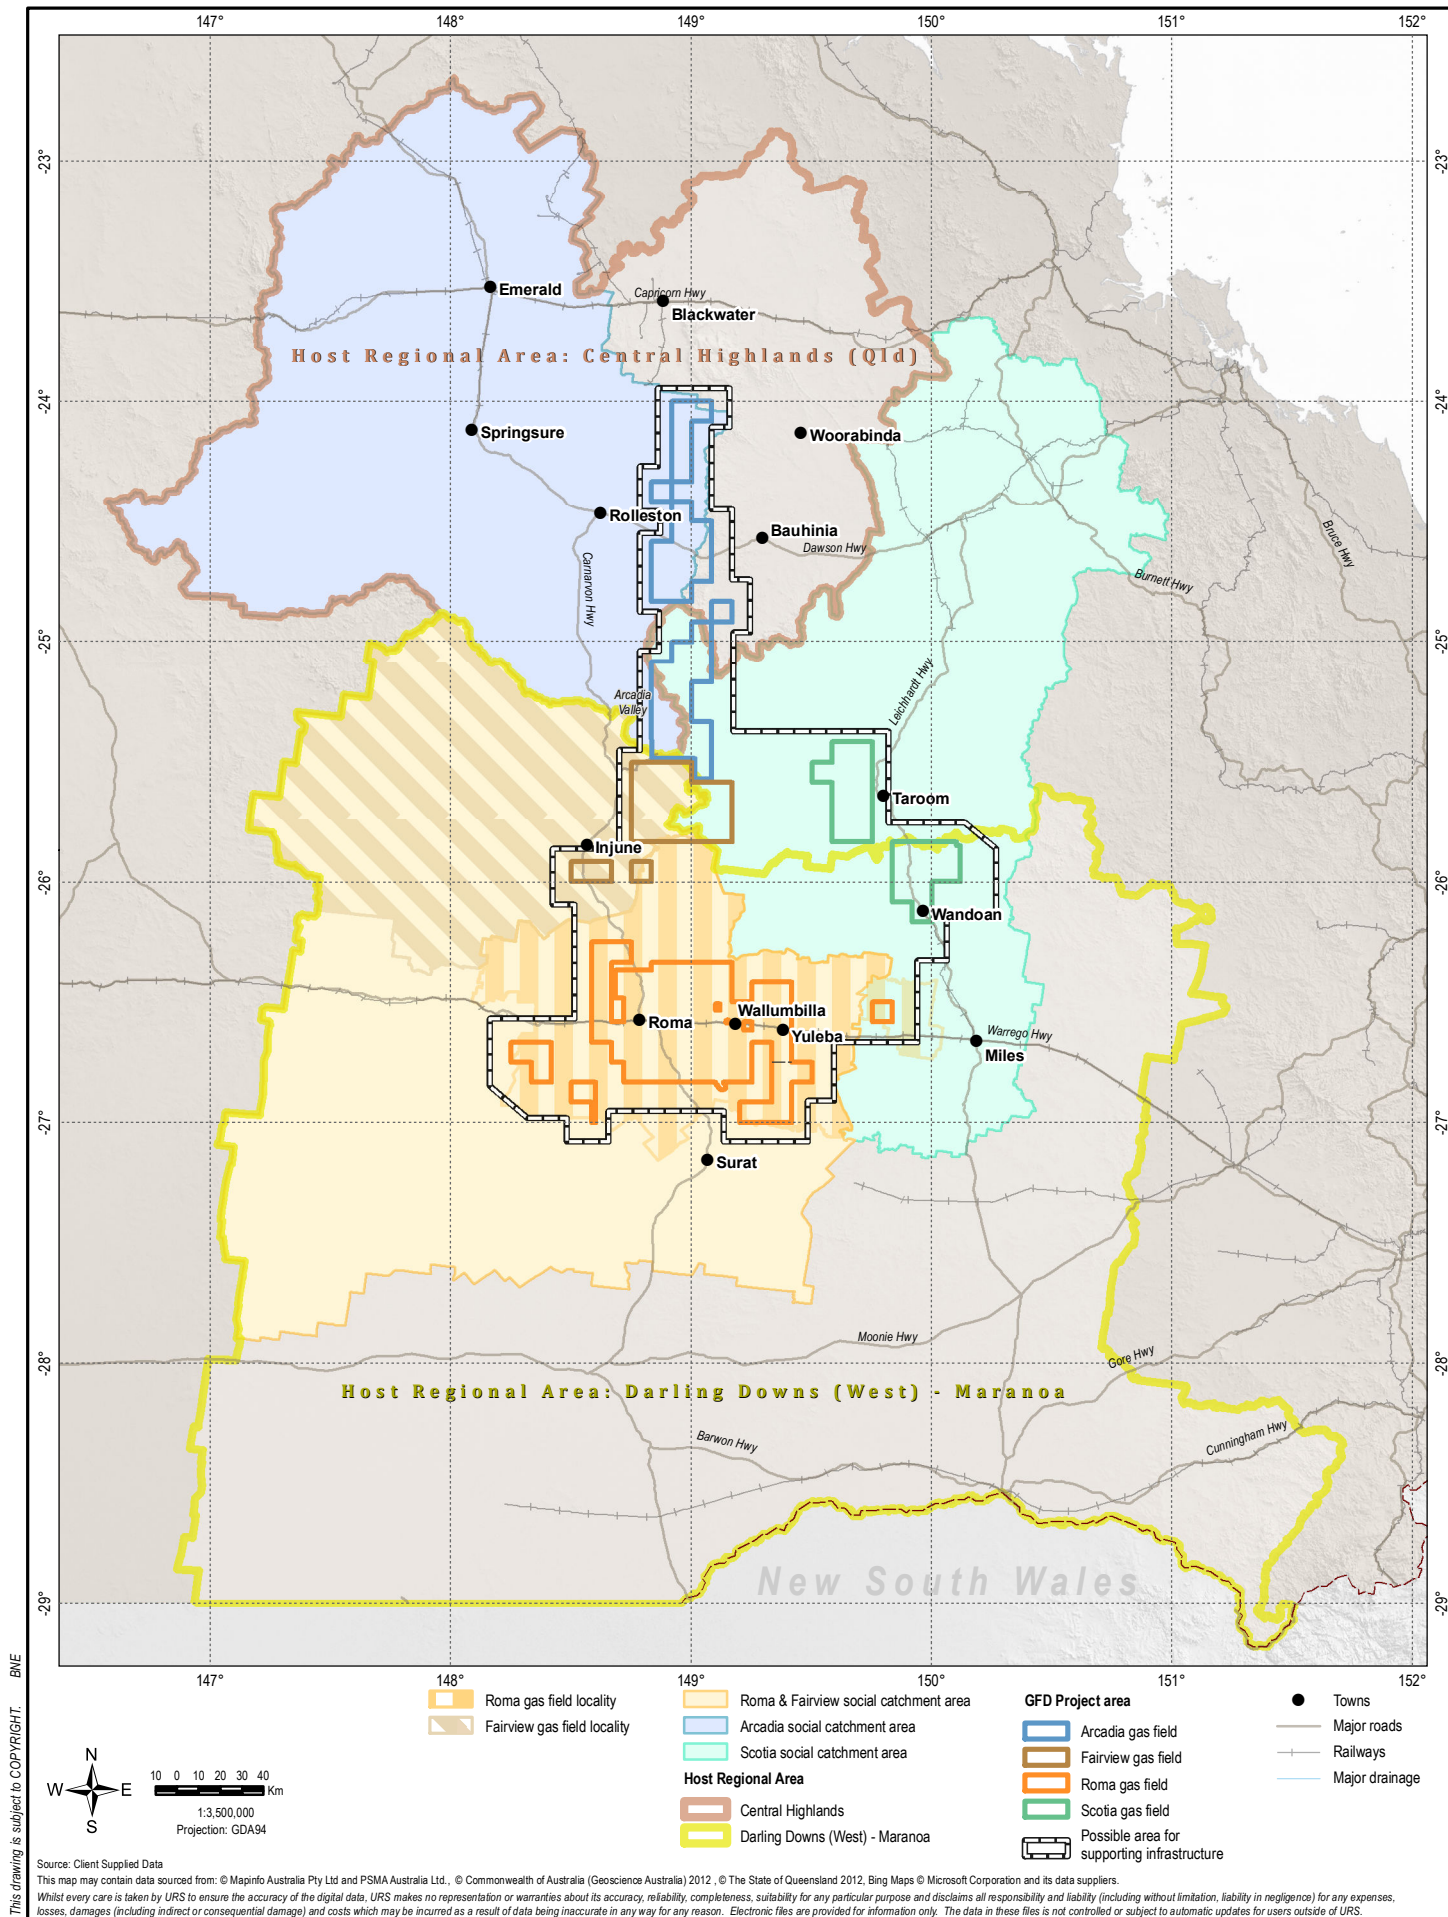 147° 148° 149° 150° 151° 152°
-23° -23°
Emerald
Capricorn Hwy
Blackwater
Host Regional Area: Central Highlands (Qld)
-24° -24°
Springsure
Woorabinda
Rolleston
Bauhinia
Dawson Hwy
Bruce Hwy
Burnett Hwy
Carnarvon Hwy
-25° -25°
Leichhardt Hwy
Arcadia
Valley
Taroom
Injune
-26° -26°
Wandoan
Wallumbilla
Roma
Yuleba
Warrego Hwy
Miles
-27° -27°
Surat
Moonie Hwy
Gore Hwy
-28° -28°
Host Regional Area: Darling Downs (West) - Maranoa
Barwon Hwy
Cunningham Hwy
New South Wales
-29° -29°
147° 148° 149° 150° 151° 152°
Roma gas field locality
Fairview gas field locality
Roma & Fairview social catchment area
Arcadia social catchment area
Scotia social catchment area
Host Regional Area
Central Highlands
Darling Downs (West) - Maranoa
GFD Project area
Arcadia gas field
Fairview gas field
Roma gas field
Scotia gas field
Possible area for
supporting infrastructure
Towns
Major roads
Railways
Major drainage
N
W E
S
10 0 10 20 30 40
Km
1:3,500,000
Projection: GDA94
Source: Client Supplied Data
This map may contain data sourced from: © Mapinfo Australia Pty Ltd and PSMA Australia Ltd., © Commonwealth of Australia (Geoscience Australia) 2012 , © The State of Queensland 2012, Bing Maps © Microsoft Corporation and its data suppliers.
Whilst every care is taken by URS to ensure the accuracy of the digital data, URS makes no representation or warranties about its accuracy, reliability, completeness, suitability for any particular purpose and disclaims all responsibility and liability (including without limitation, liability in negligence) for any expenses,
losses, damages (including indirect or consequential damage) and costs which may be incurred as a result of data being inaccurate in any way for any reason. Electronic files are provided for information only. The data in these files is not controlled or subject to automatic updates for users outside of URS.
This drawing is subject to COPYRIGHT. BNE